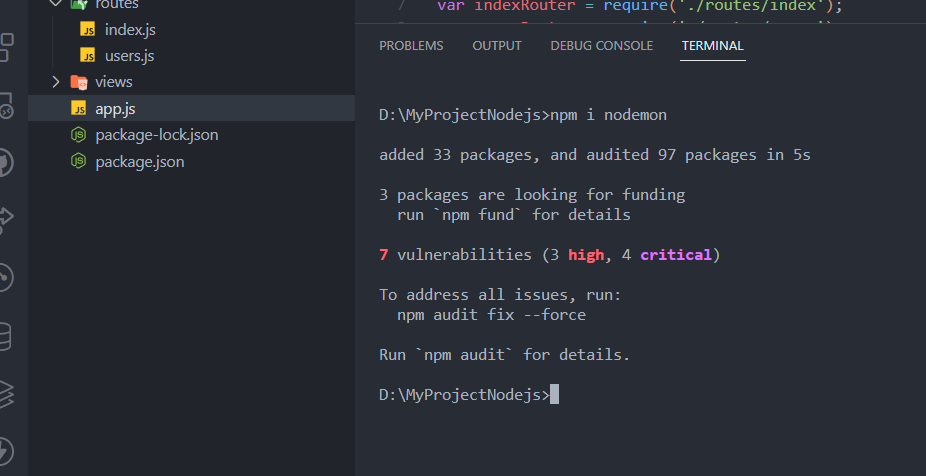 routes
index.js
users.js
views
app.js
package-lock.json
package.json
7 var indexRouter = require('./routes/index');
PROBLEMS OUTPUT DEBUG CONSOLE TERMINAL
D:\MyProjectNodejs>npm i nodemon
added 33 packages, and audited 97 packages in 5s
3 packages are looking for funding
run `npm fund` for details
7 vulnerabilities (3 high, 4 critical)
To address all issues, run:
npm audit fix --force
Run `npm audit` for details.
D:\MyProjectNodejs>